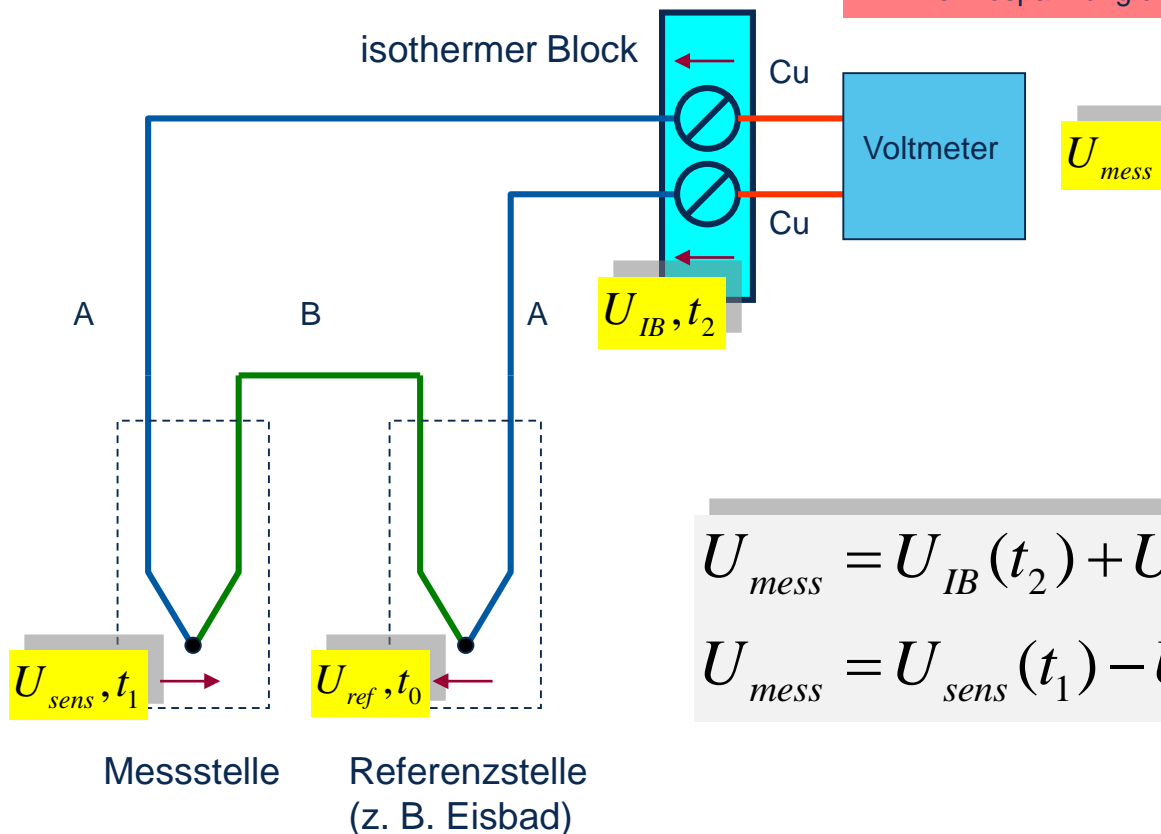 isothermer Block
Cu
Voltmeter
U_mess
Cu
A
B
A
U_IB, t_2
U_mess = U_IB(t_2) + U
U_mess = U_sens(t_1) −
U_sens, t_1
U_ref, t_0
Messstelle
Referenzstelle
(z. B. Eisbad)